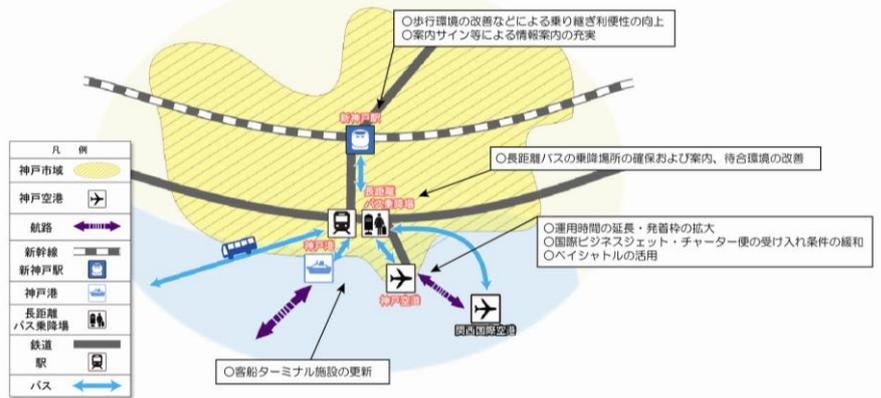 ○歩行環境の改善などによる乗り継ぎ利便性の向上
○案内サイン等による情報案内の充実
新神戸駅
○長距離バスの乗降場所の確保および案内、待合環境の改善
長距離
バス乗降場
○運用時間の延長・発着枠の拡大
○国際ビジネスジェット・チャーター便の受け入れ条件の緩和
○ベイシャトルの活用
神戸港
神戸空港
関西国際空港
○客船ターミナル施設の更新
凡 例
神戸市域
神戸空港
航路
新幹線
新神戸駅
神戸港
長距離
バス乗降場
鉄道
駅
バス